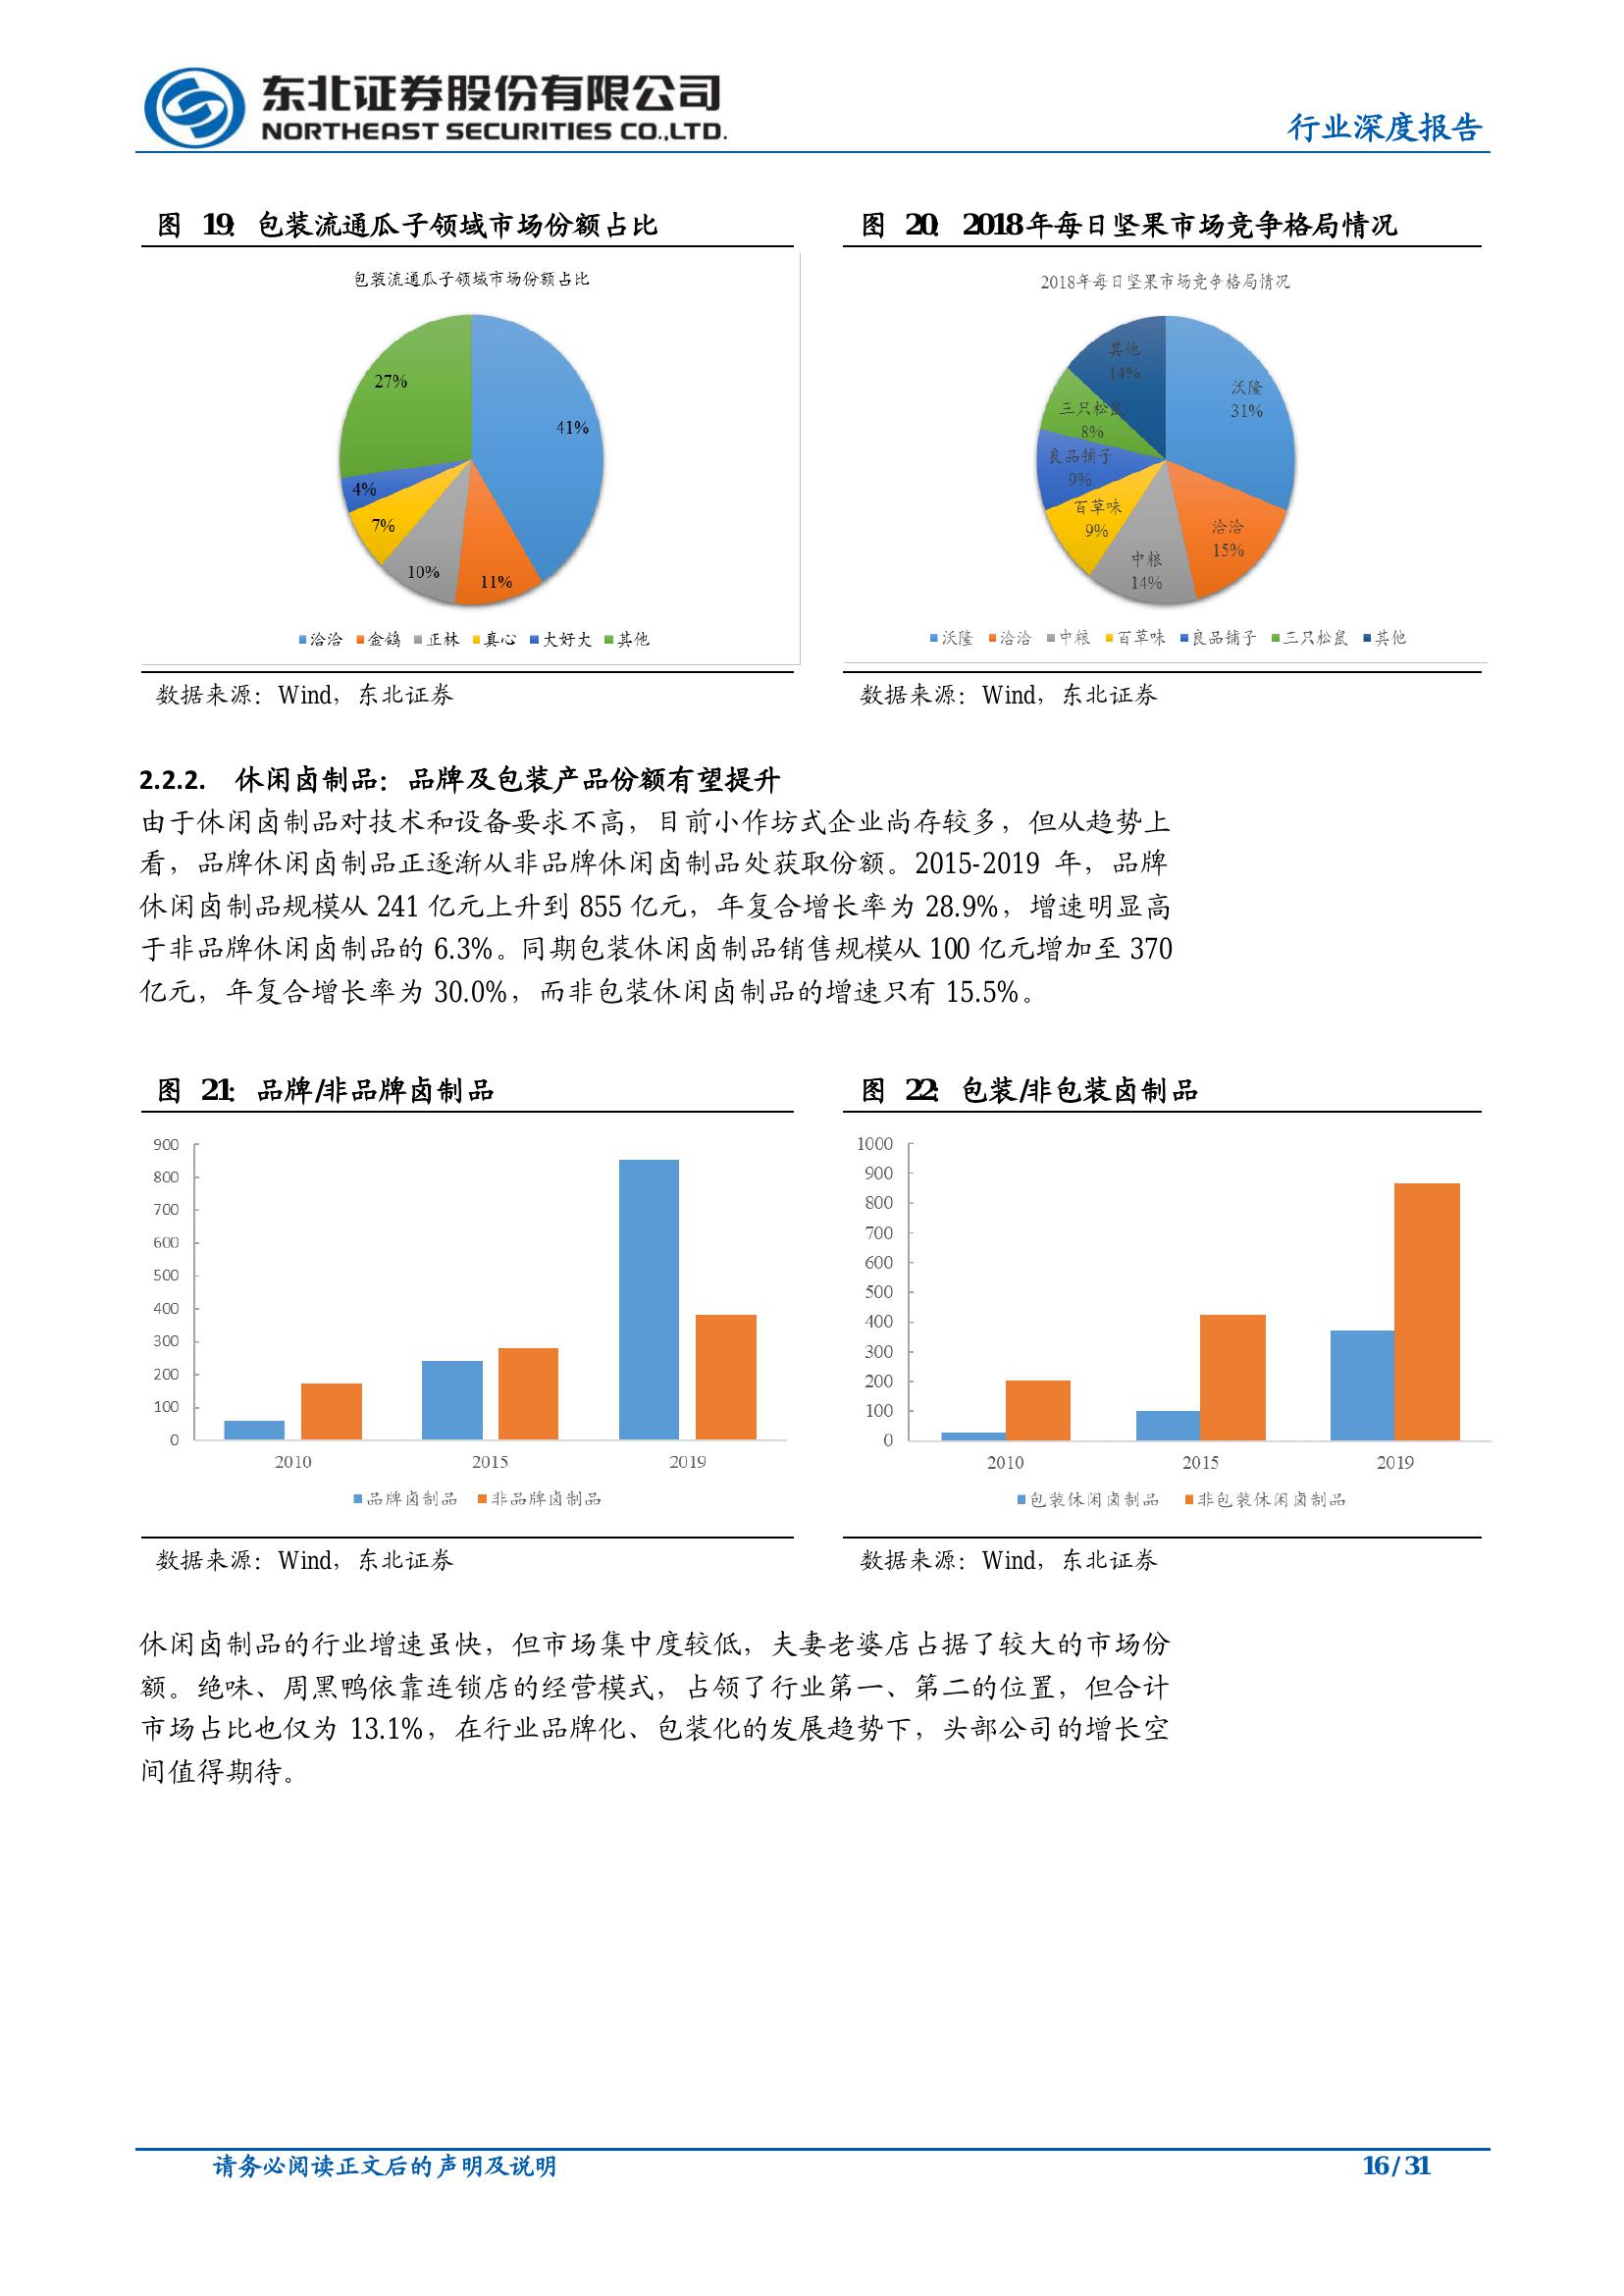 东北证券股份有限公司
NORTHEAST SECURITIES CO.,LTD.
行业深度报告
图 19：包装流通瓜子领域市场份额占比
包装流通瓜子领域市场份额占比
27%
41%
4%
7%
10%
11%
洽洽 金鸽 正林 真心 大好大 其他
数据来源：Wind，东北证券
图 20：2018年每日坚果市场竞争格局情况
2018年每日坚果市场竞争格局情况
其他
14%
沃隆
31%
三只松鼠
8%
良品铺子
9%
百草味
9%
洽洽
15%
中粮
14%
沃隆 洽洽 中粮 百草味 良品铺子 三只松鼠 其他
数据来源：Wind，东北证券
2.2.2. 休闲卤制品：品牌及包装产品份额有望提升
由于休闲卤制品对技术和设备要求不高，目前小作坊式企业尚存较多，但从趋势上
看，品牌休闲卤制品正逐渐从非品牌休闲卤制品处获取份额。2015-2019 年，品牌
休闲卤制品规模从 241 亿元上升到 855 亿元，年复合增长率为 28.9%，增速明显高
于非品牌休闲卤制品的 6.3%。同期包装休闲卤制品销售规模从 100 亿元增加至 370
亿元，年复合增长率为 30.0%，而非包装休闲卤制品的增速只有 15.5%。
图 21：品牌/非品牌卤制品
900
800
700
600
500
400
300
200
100
0
2010 2015 2019
品牌卤制品 非品牌卤制品
数据来源：Wind，东北证券
图 22：包装/非包装卤制品
1000
900
800
700
600
500
400
300
200
100
0
2010 2015 2019
包装休闲卤制品 非包装休闲卤制品
数据来源：Wind，东北证券
休闲卤制品的行业增速虽快，但市场集中度较低，夫妻老婆店占据了较大的市场份
额。绝味、周黑鸭依靠连锁店的经营模式，占领了行业第一、第二的位置，但合计
市场占比也仅为 13.1%，在行业品牌化、包装化的发展趋势下，头部公司的增长空
间值得期待。
请务必阅读正文后的声明及说明
16 / 31